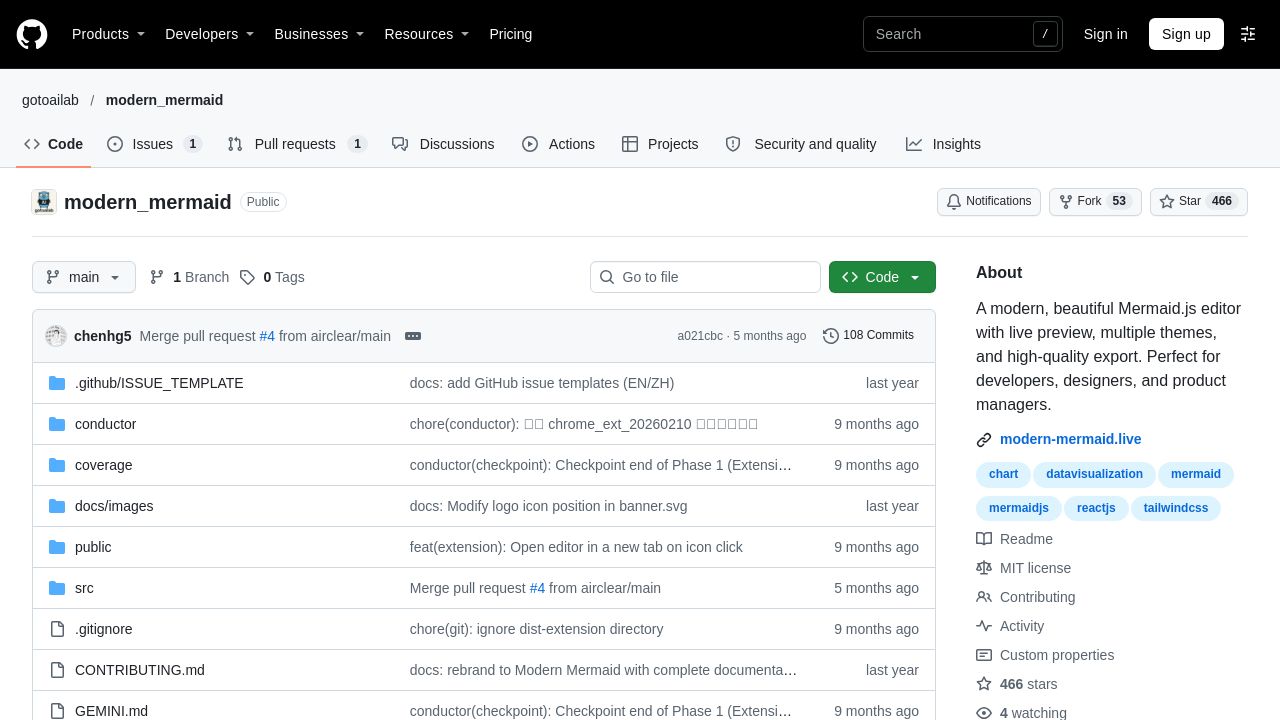 Products
Developers
Businesses
Resources
Pricing
Search
/
Sign in
Sign up
gotoailab / modern_mermaid
Code
Issues 1
Pull requests 1
Discussions
Actions
Projects
Security and quality
Insights
modern_mermaid Public
Notifications
Fork 53
Star 466
main
1 Branch
0 Tags
Go to file
Code
chenhg5 Merge pull request #4 from airclear/main
a021cbc · 5 months ago
108 Commits
.github/ISSUE_TEMPLATE docs: add GitHub issue templates (EN/ZH) last year
conductor chore(conductor): chrome_ext_20260210 9 months ago
coverage conductor(checkpoint): Checkpoint end of Phase 1 (Extensi… 9 months ago
docs/images docs: Modify logo icon position in banner.svg last year
public feat(extension): Open editor in a new tab on icon click 9 months ago
src Merge pull request #4 from airclear/main 5 months ago
.gitignore chore(git): ignore dist-extension directory 9 months ago
CONTRIBUTING.md docs: rebrand to Modern Mermaid with complete documenta… last year
GEMINI.md conductor(checkpoint): Checkpoint end of Phase 1 (Extensi… 9 months ago
About
A modern, beautiful Mermaid.js editor
with live preview, multiple themes,
and high-quality export. Perfect for
developers, designers, and product
managers.
modern-mermaid.live
chart datavisualization mermaid
mermaidjs reactjs tailwindcss
Readme
MIT license
Contributing
Activity
Custom properties
466 stars
4 watching